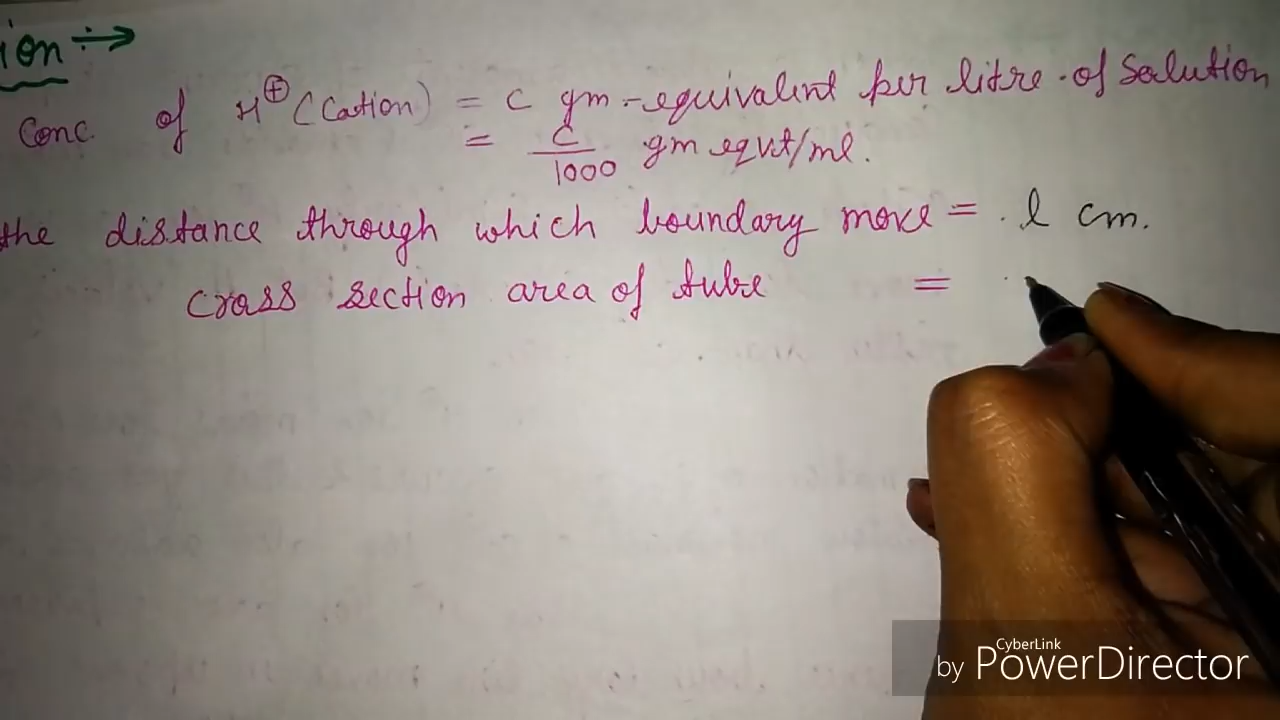 ion ÷→
Conc. of H⊕ (Cation) = C gm-equivalent per litre of Solution
= C/1000 gm eqvt/ml.
the distance through which boundary move = l cm.
Cross section area of tube =
CyberLink
by PowerDirector